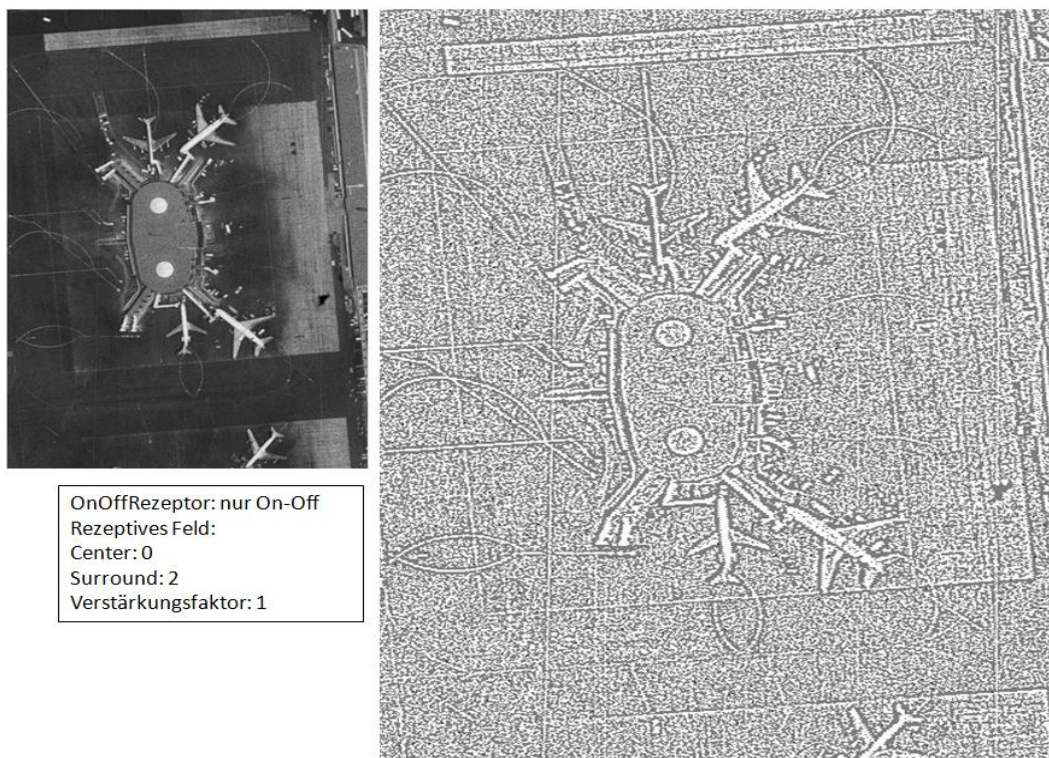 OnOffRezeptor: nur On-Off
Rezeptives Feld:
Center: 0
Surround: 2
Verstärkungsfaktor: 1